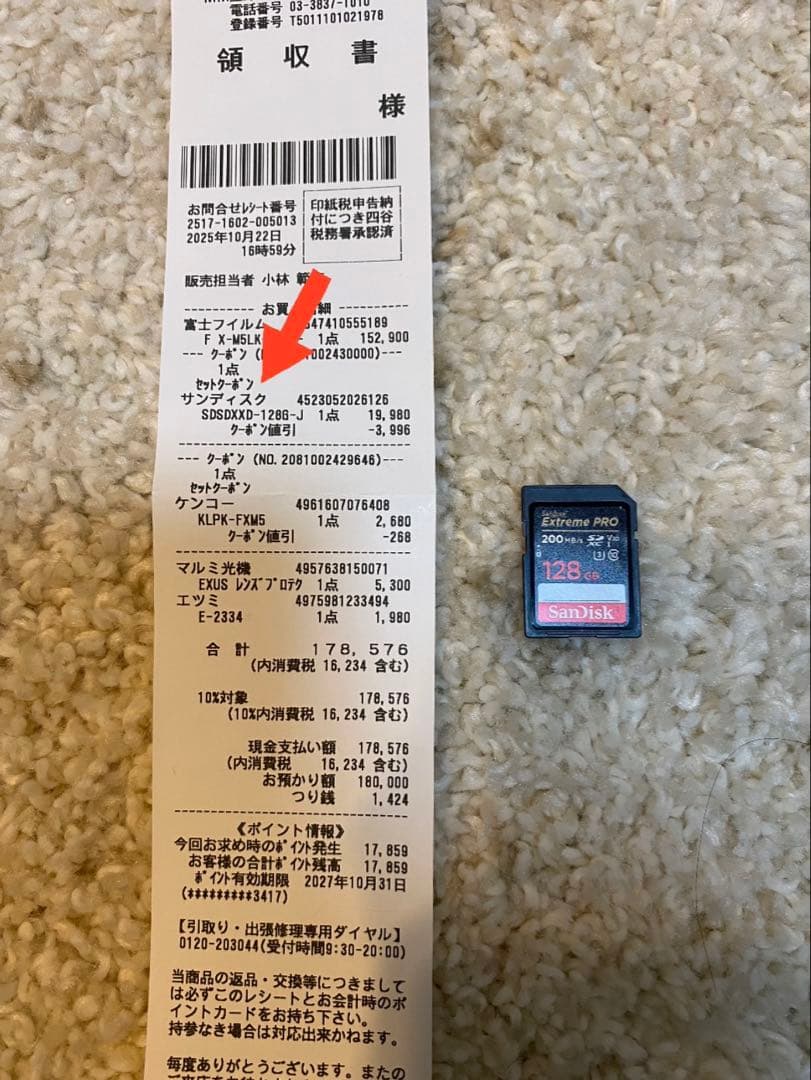 電話番号 03-3837-1010
登録番号 T5011101021978
領 収 書
様
お問合せﾚｼｰﾄ番号
2517-1602-005013
2025年10月22日
16時59分
印紙税申告納
付につき四谷
税務署承認済
販売担当者 小林
お買 細
富士フイルム 47410555189
F X-M5LK 1点 152,900
--- ｸｰﾎﾟﾝ ( 1002430000)---
1点
ｾｯﾄｸｰﾎﾟﾝ
サンディスク 4523052026126
SDSDXXD-128G-J 1点 19,980
ｸｰﾎﾟﾝ値引 -3,996
--- ｸｰﾎﾟﾝ (NO. 2081002429646)---
1点
ｾｯﾄｸｰﾎﾟﾝ
ケンコー 4961607076408
KLPK-FXM5 1点 2,680
ｸｰﾎﾟﾝ値引 -268
マルミ光機 4957638150071
EXUS ﾚﾝｽﾞﾌﾟﾛﾃｸ 1点 5,300
エツミ 4975981233494
E-2334 1点 1,980
合 計 178,576
(内消費税 16,234 含む)
10%対象 178,576
(10%内消費税 16,234 含む)
現金支払い額 178,576
(内消費税 16,234 含む)
お預かり額 180,000
つり銭 1,424
《ポイント情報》
今回お求め時のﾎﾟｲﾝﾄ発生 17,859
お客様の合計ﾎﾟｲﾝﾄ残高 17,859
ﾎﾟｲﾝﾄ有効期限 2027年10月31日
(*********3417)
【引取り・出張修理専用ダイヤル】
0120-203044(受付時間9:30-20:00)
当商品の返品・交換等につきまして
は必ずこのレシートとお会計時のポ
イントカードをお持ち下さい。
持参なき場合は対応出来かねます。
毎度ありがとうございます。またの
SanDisk
Extreme PRO
200 MB/s SD XC I V30
3 10
128 GB
SanDisk